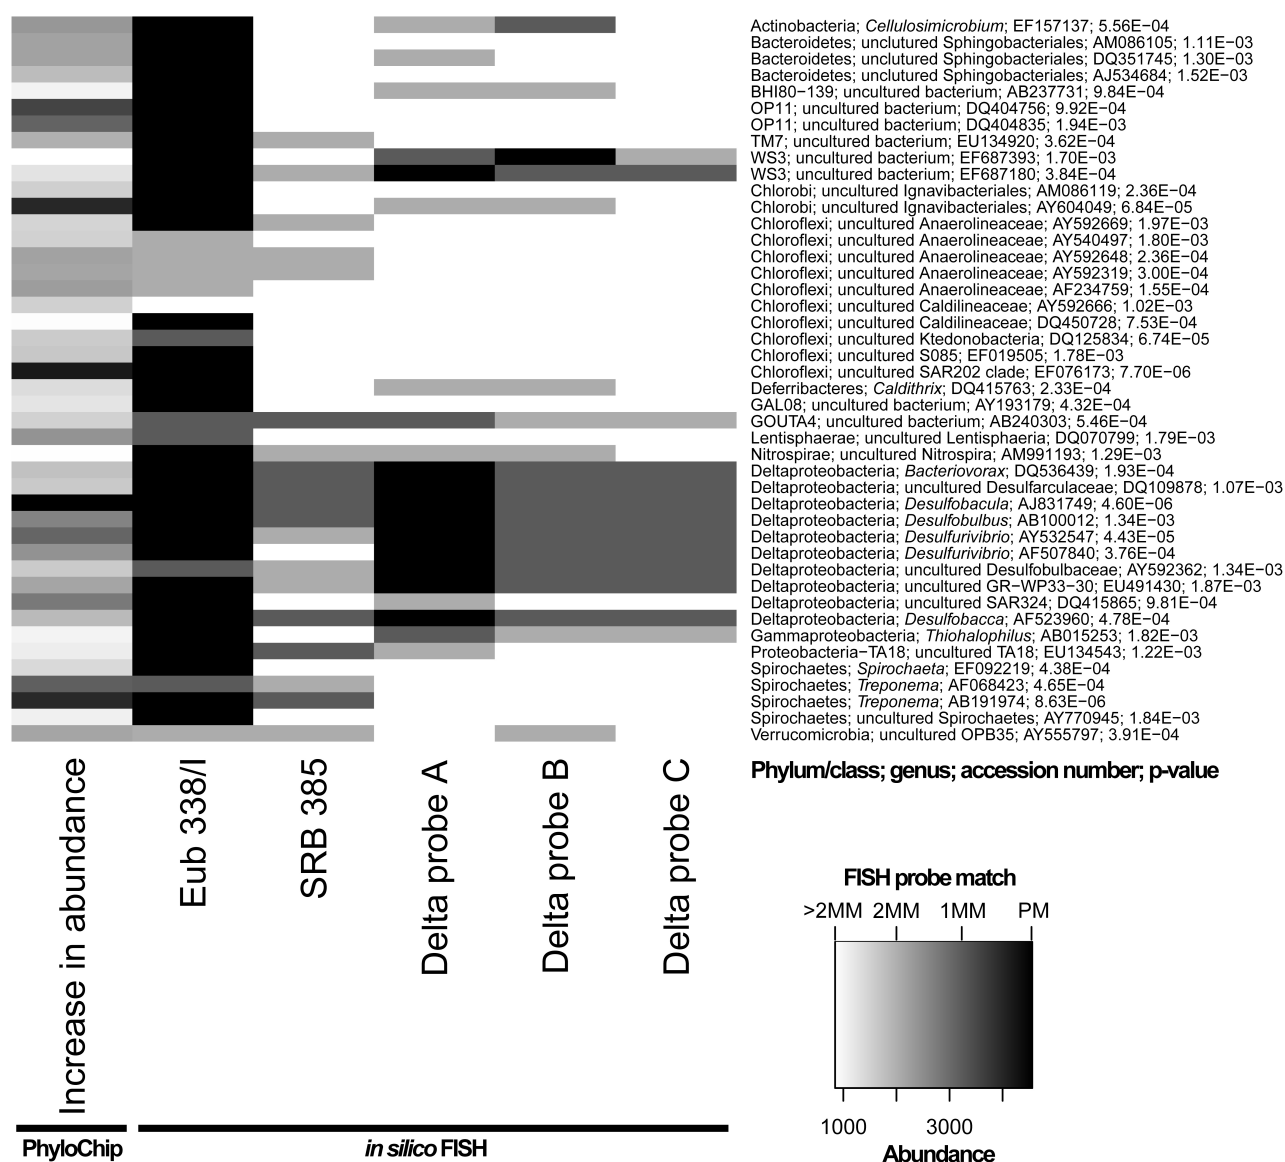 Actinobacteria; Cellulosimicrobium; EF157137; 5.56E−04
Bacteroidetes; unclutured Sphingobacteriales; AM086105; 1.11E−03
Bacteroidetes; unclutured Sphingobacteriales; DQ351745; 1.30E−03
Bacteroidetes; unclutured Sphingobacteriales; AJ534684; 1.52E−03
BHI80−139; uncultured bacterium; AB237731; 9.84E−04
OP11; uncultured bacterium; DQ404756; 9.92E−04
OP11; uncultured bacterium; DQ404835; 1.94E−03
TM7; uncultured bacterium; EU134920; 3.62E−04
WS3; uncultured bacterium; EF687393; 1.70E−03
WS3; uncultured bacterium; EF687180; 3.84E−04
Chlorobi; uncultured Ignavibacteriales; AM086119; 2.36E−04
Chlorobi; uncultured Ignavibacteriales; AY604049; 6.84E−05
Chloroflexi; uncultured Anaerolineaceae; AY592669; 1.97E−03
Chloroflexi; uncultured Anaerolineaceae; AY540497; 1.80E−03
Chloroflexi; uncultured Anaerolineaceae; AY592648; 2.36E−04
Chloroflexi; uncultured Anaerolineaceae; AY592319; 3.00E−04
Chloroflexi; uncultured Anaerolineaceae; AF234759; 1.55E−04
Chloroflexi; uncultured Caldilineaceae; AY592666; 1.02E−03
Chloroflexi; uncultured Caldilineaceae; DQ450728; 7.53E−04
Chloroflexi; uncultured Ktedonobacteria; DQ125834; 6.74E−05
Chloroflexi; uncultured S085; EF019505; 1.78E−03
Chloroflexi; uncultured SAR202 clade; EF076173; 7.70E−06
Deferribacteres; Caldithrix; DQ415763; 2.33E−04
GAL08; uncultured bacterium; AY193179; 4.32E−04
GOUTA4; uncultured bacterium; AB240303; 5.46E−04
Lentisphaerae; uncultured Lentisphaeria; DQ070799; 1.79E−03
Nitrospirae; uncultured Nitrospira; AM991193; 1.29E−03
Deltaproteobacteria; Bacteriovorax; DQ536439; 1.93E−04
Deltaproteobacteria; uncultured Desulfarculaceae; DQ109878; 1.07E−03
Deltaproteobacteria; Desulfobacula; AJ831749; 4.60E−06
Deltaproteobacteria; Desulfobulbus; AB100012; 1.34E−03
Deltaproteobacteria; Desulfurivibrio; AY532547; 4.43E−05
Deltaproteobacteria; Desulfurivibrio; AF507840; 3.76E−04
Deltaproteobacteria; uncultured Desulfobulbaceae; AY592362; 1.34E−03
Deltaproteobacteria; uncultured GR−WP33−30; EU491430; 1.87E−03
Deltaproteobacteria; uncultured SAR324; DQ415865; 9.81E−04
Deltaproteobacteria; Desulfobacca; AF523960; 4.78E−04
Gammaproteobacteria; Thiohalophilus; AB015253; 1.82E−03
Proteobacteria−TA18; uncultured TA18; EU134543; 1.22E−03
Spirochaetes; Spirochaeta; EF092219; 4.38E−04
Spirochaetes; Treponema; AF068423; 4.65E−04
Spirochaetes; Treponema; AB191974; 8.63E−06
Spirochaetes; uncultured Spirochaetes; AY770945; 1.84E−03
Verrucomicrobia; uncultured OPB35; AY555797; 3.91E−04
Phylum/class; genus; accession number; p-value
Increase in abundance
Eub 338/I
SRB 385
Delta probe A
Delta probe B
Delta probe C
PhyloChip
in silico FISH
FISH probe match
>2MM 2MM 1MM PM
1000 3000
Abundance